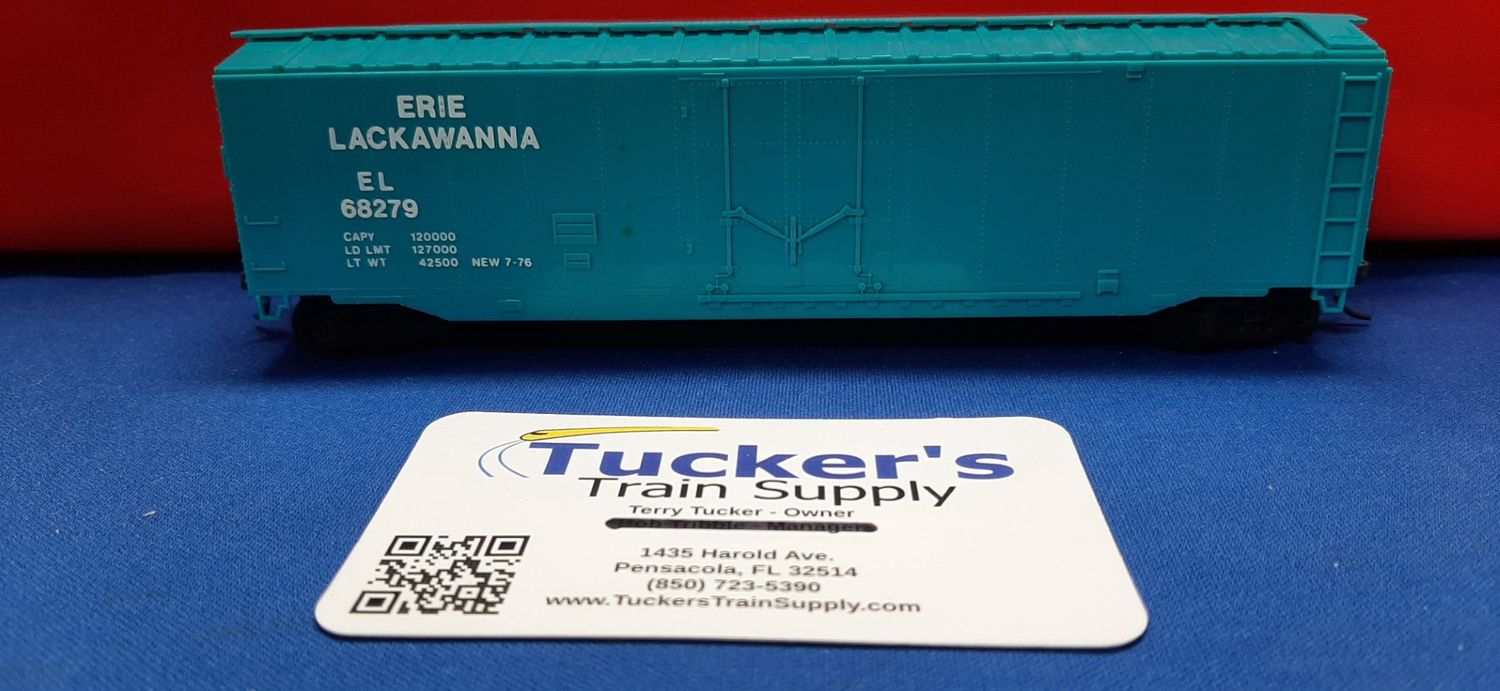 ERIE
LACKAWANNA
EL
68279
CAPY 120000
LD LMT 127000
LT WT 42500 NEW 7-76
Tucker's
Train Supply
Terry Tucker - Owner
1435 Harold Ave.
Pensacola, FL 32514
(850) 723-5390
www.TuckersTrainSupply.com